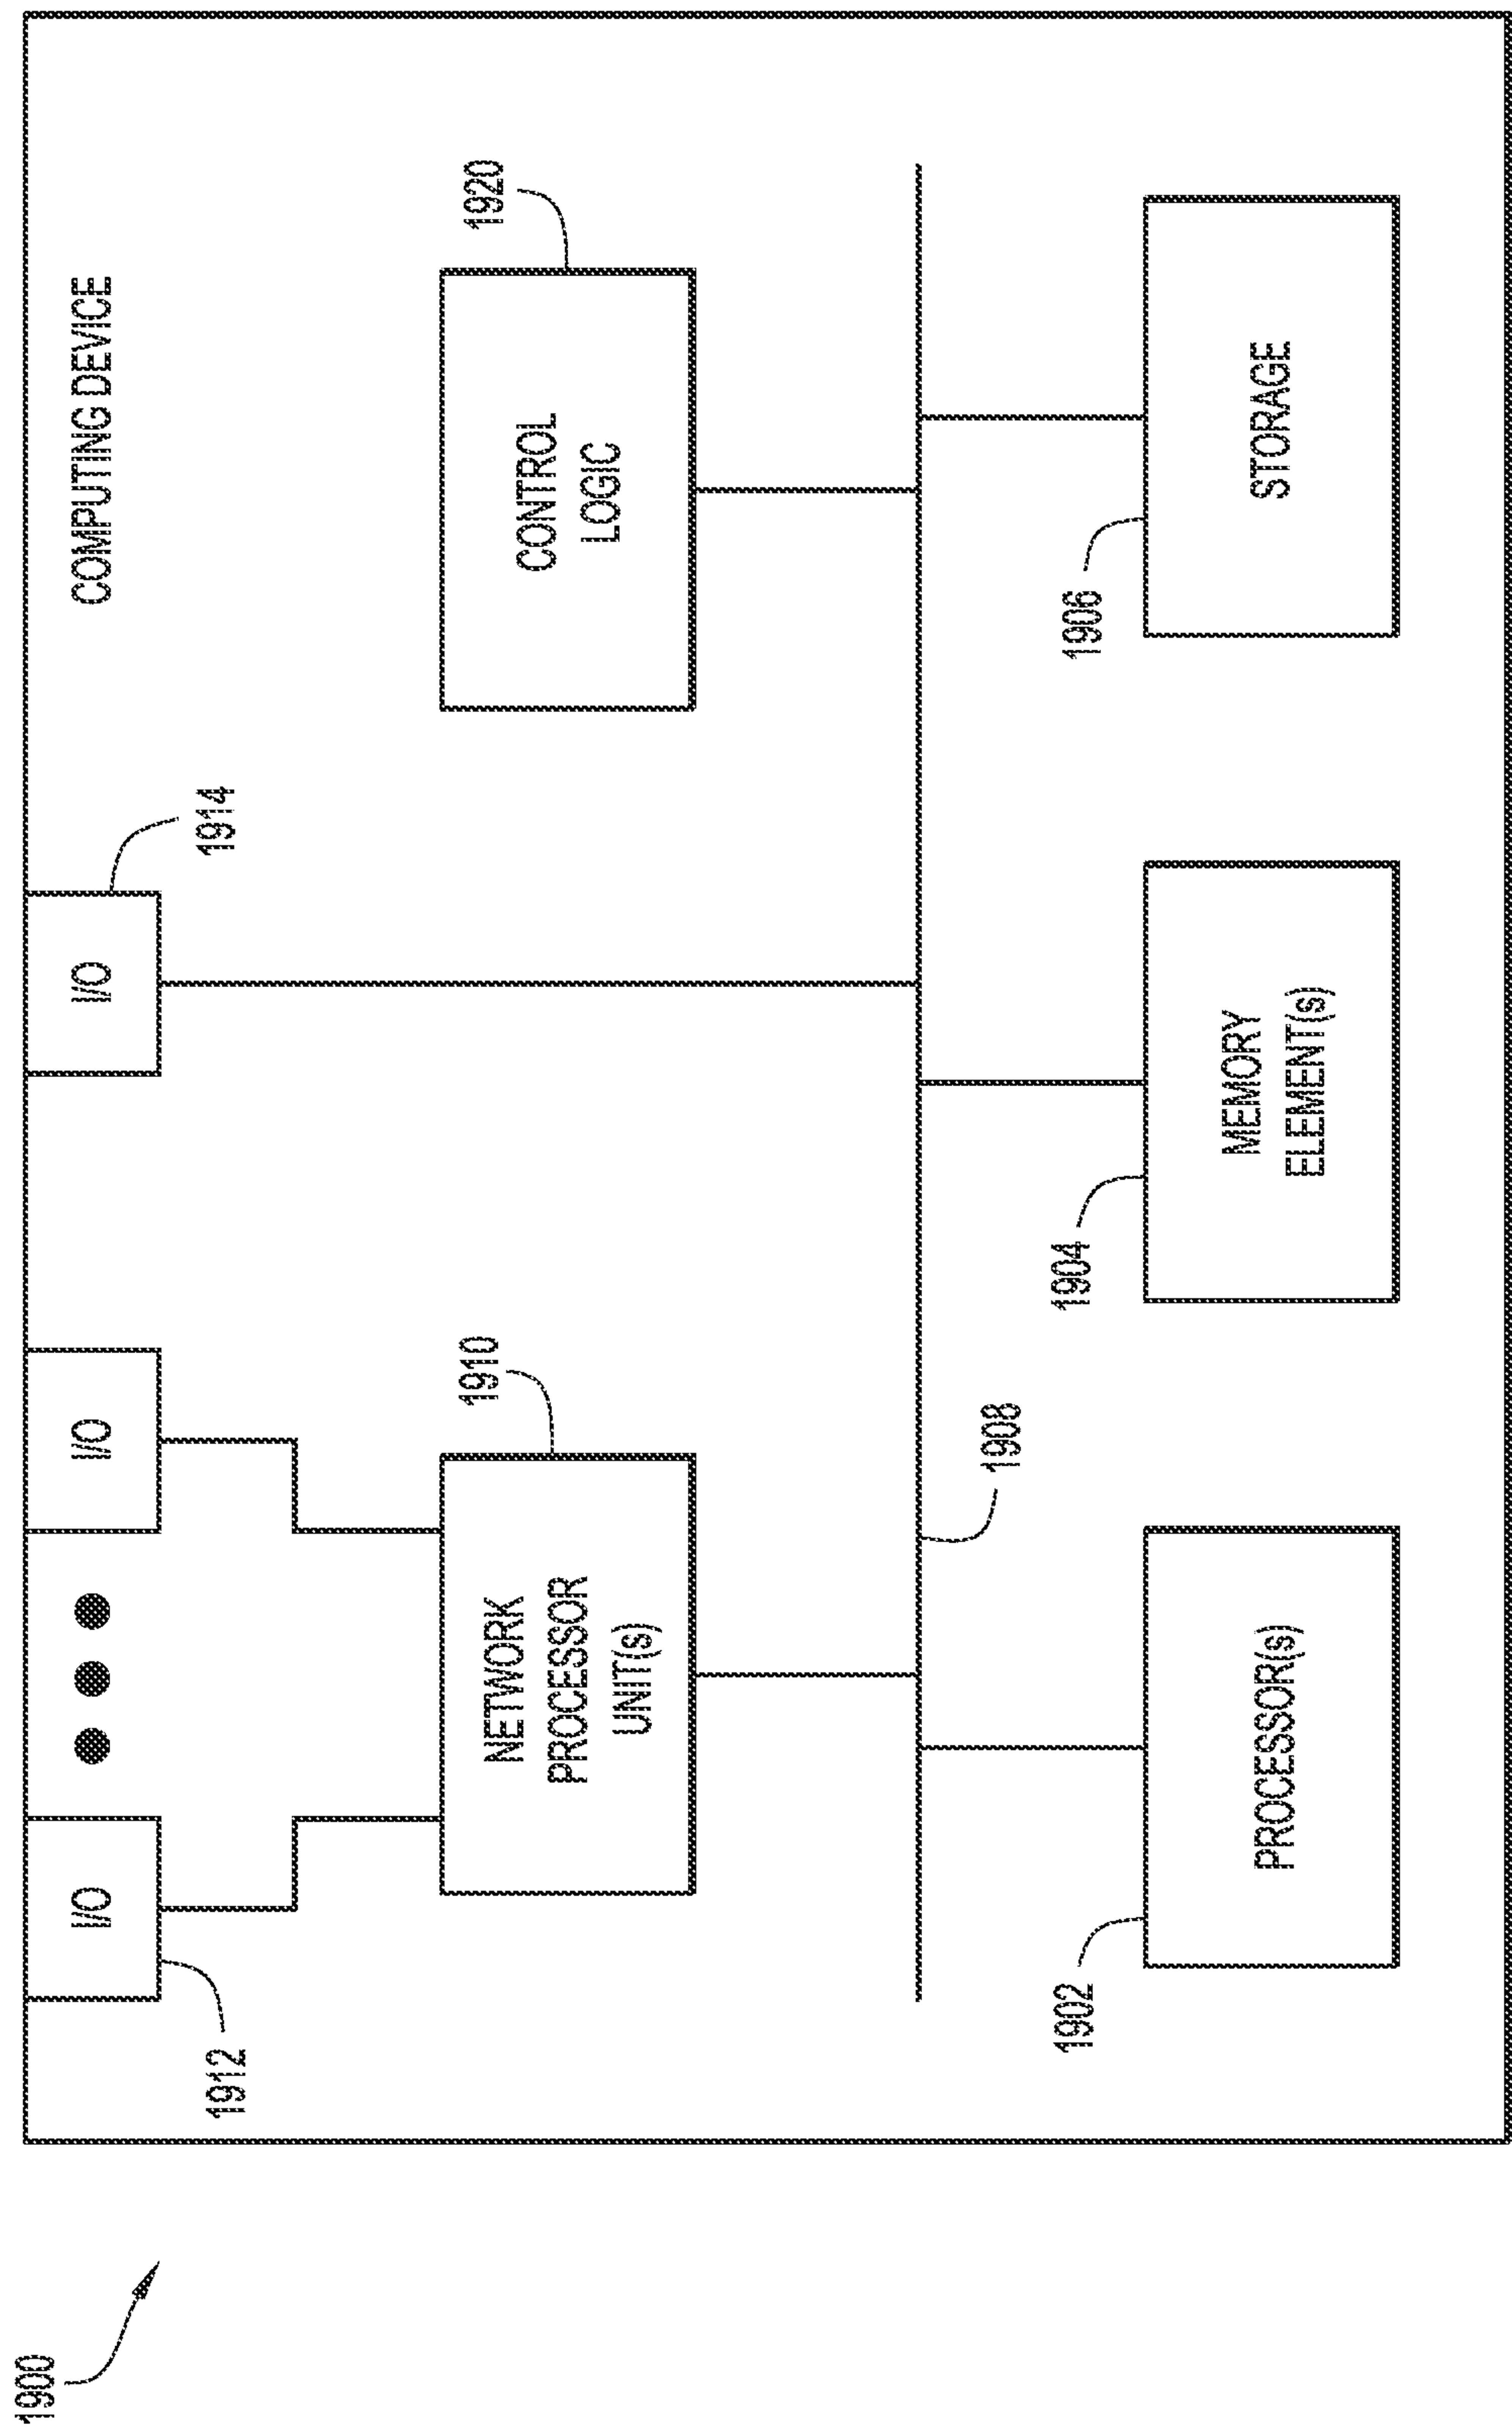 1900
COMPUTING DEVICE
I/O
I/O
I/O
1912
1914
NETWORK
PROCESSOR
UNIT(s)
1910
CONTROL
LOGIC
1920
1908
1902
PROCESSOR(s)
1904
MEMORY
ELEMENT(s)
1906
STORAGE